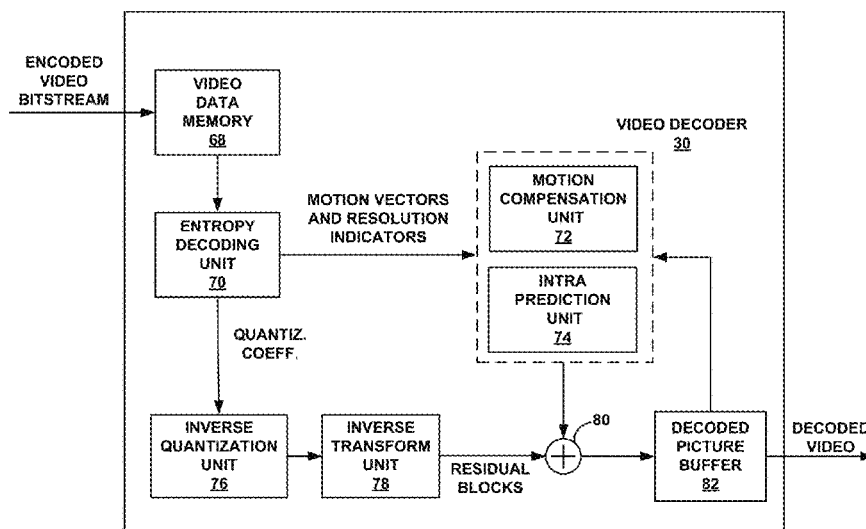 ENCODED
VIDEO
BITSTREAM
VIDEO
DATA
MEMORY
68
VIDEO DECODER
30
MOTION VECTORS
AND RESOLUTION
INDICATORS
MOTION
COMPENSATION
UNIT
72
ENTROPY
DECODING
UNIT
70
INTRA
PREDICTION
UNIT
74
QUANTIZ.
COEFF.
INVERSE
QUANTIZATION
UNIT
76
INVERSE
TRANSFORM
UNIT
78
RESIDUAL
BLOCKS
80
DECODED
PICTURE
BUFFER
82
DECODED
VIDEO